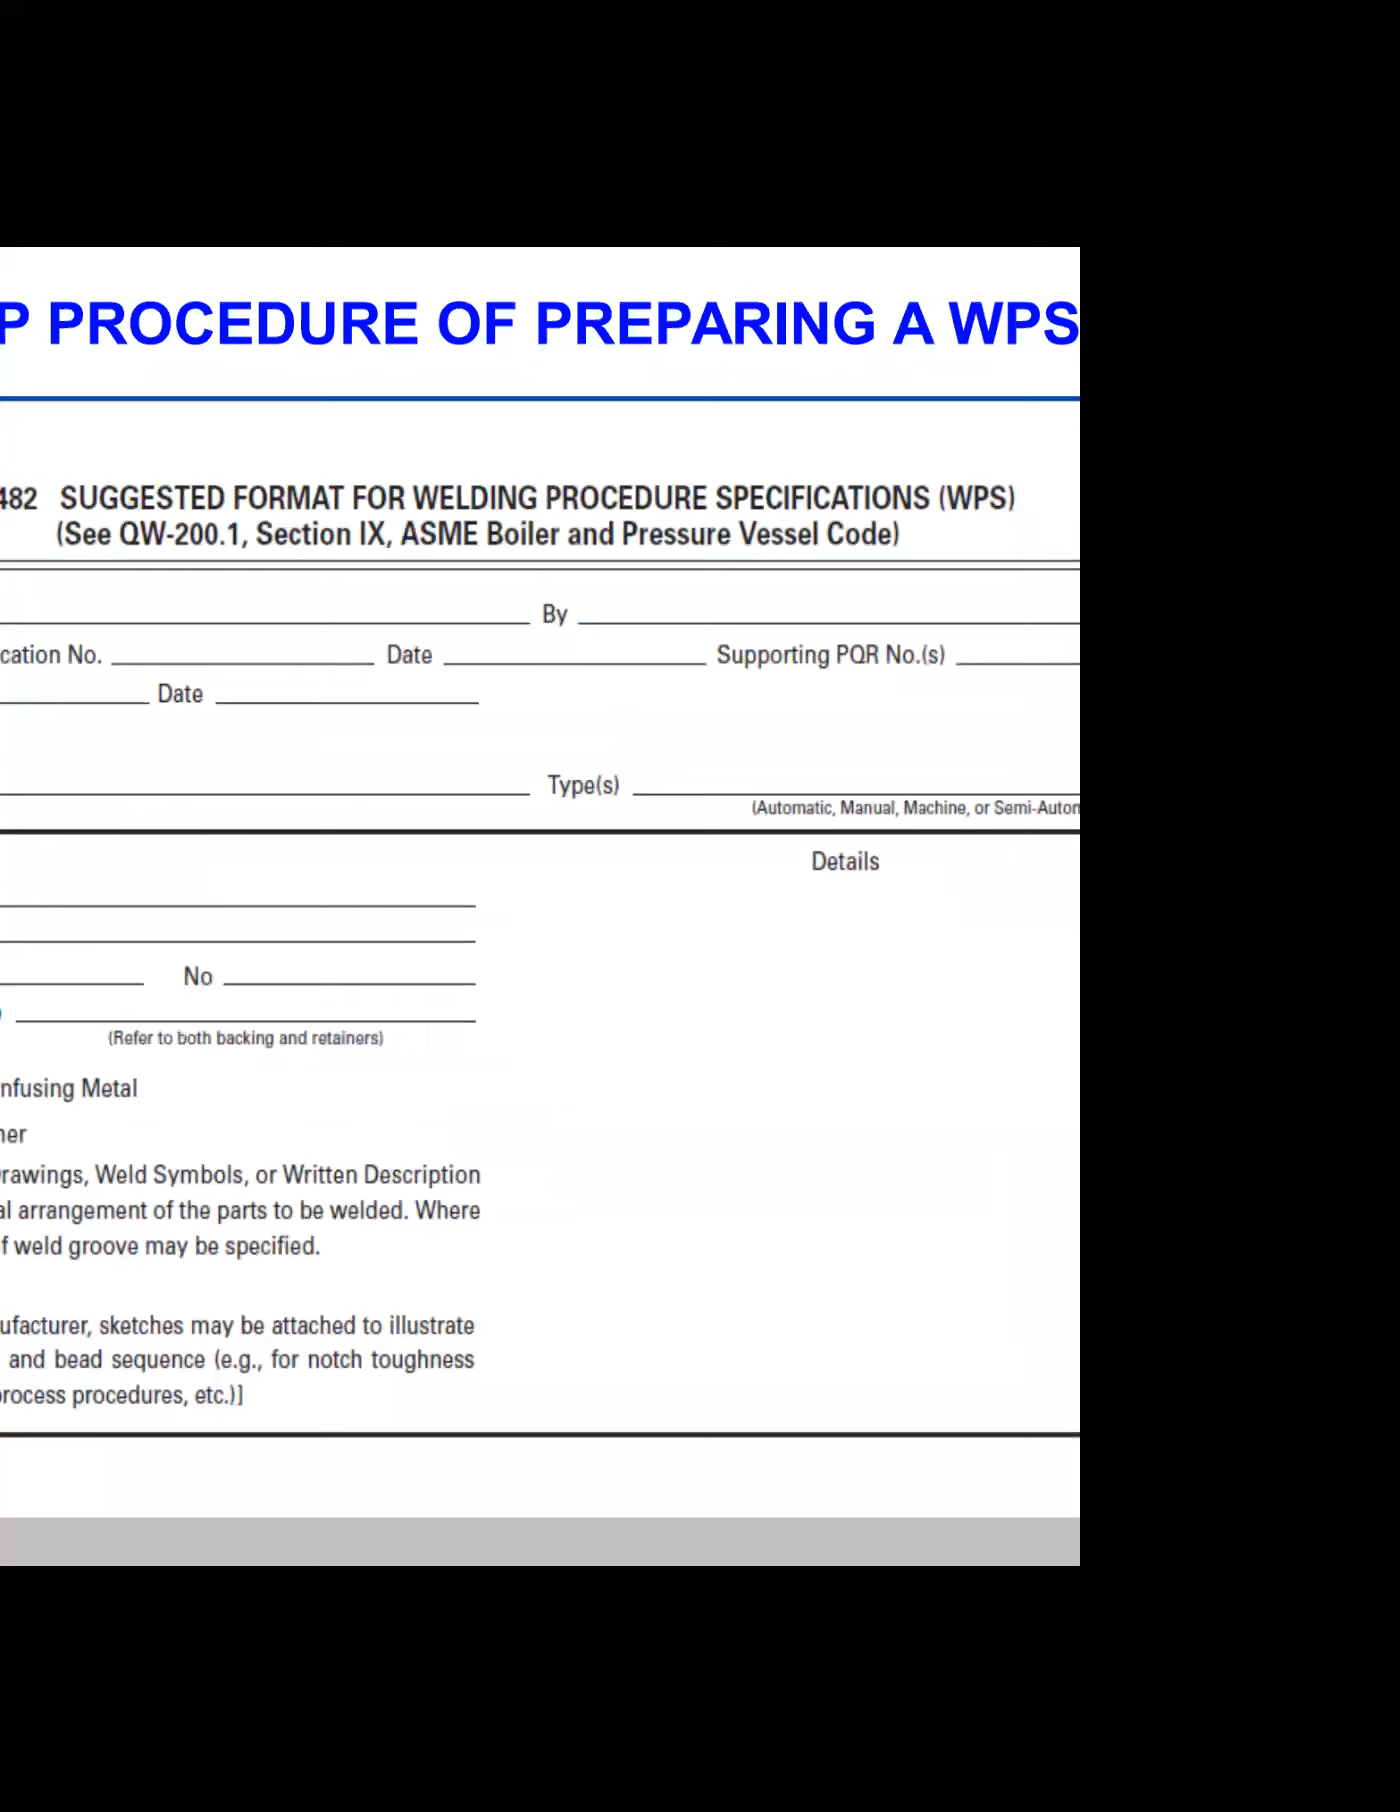 P PROCEDURE OF PREPARING A WPS
482 SUGGESTED FORMAT FOR WELDING PROCEDURE SPECIFICATIONS (WPS)
(See QW-200.1, Section IX, ASME Boiler and Pressure Vessel Code)
By
cation No. Date Supporting PQR No.(s)
Date
Type(s)
(Automatic, Manual, Machine, or Semi-Autom
Details
No
)
(Refer to both backing and retainers)
nfusing Metal
her
rawings, Weld Symbols, or Written Description
al arrangement of the parts to be welded. Where
f weld groove may be specified.
ufacturer, sketches may be attached to illustrate
and bead sequence (e.g., for notch toughness
process procedures, etc.)]